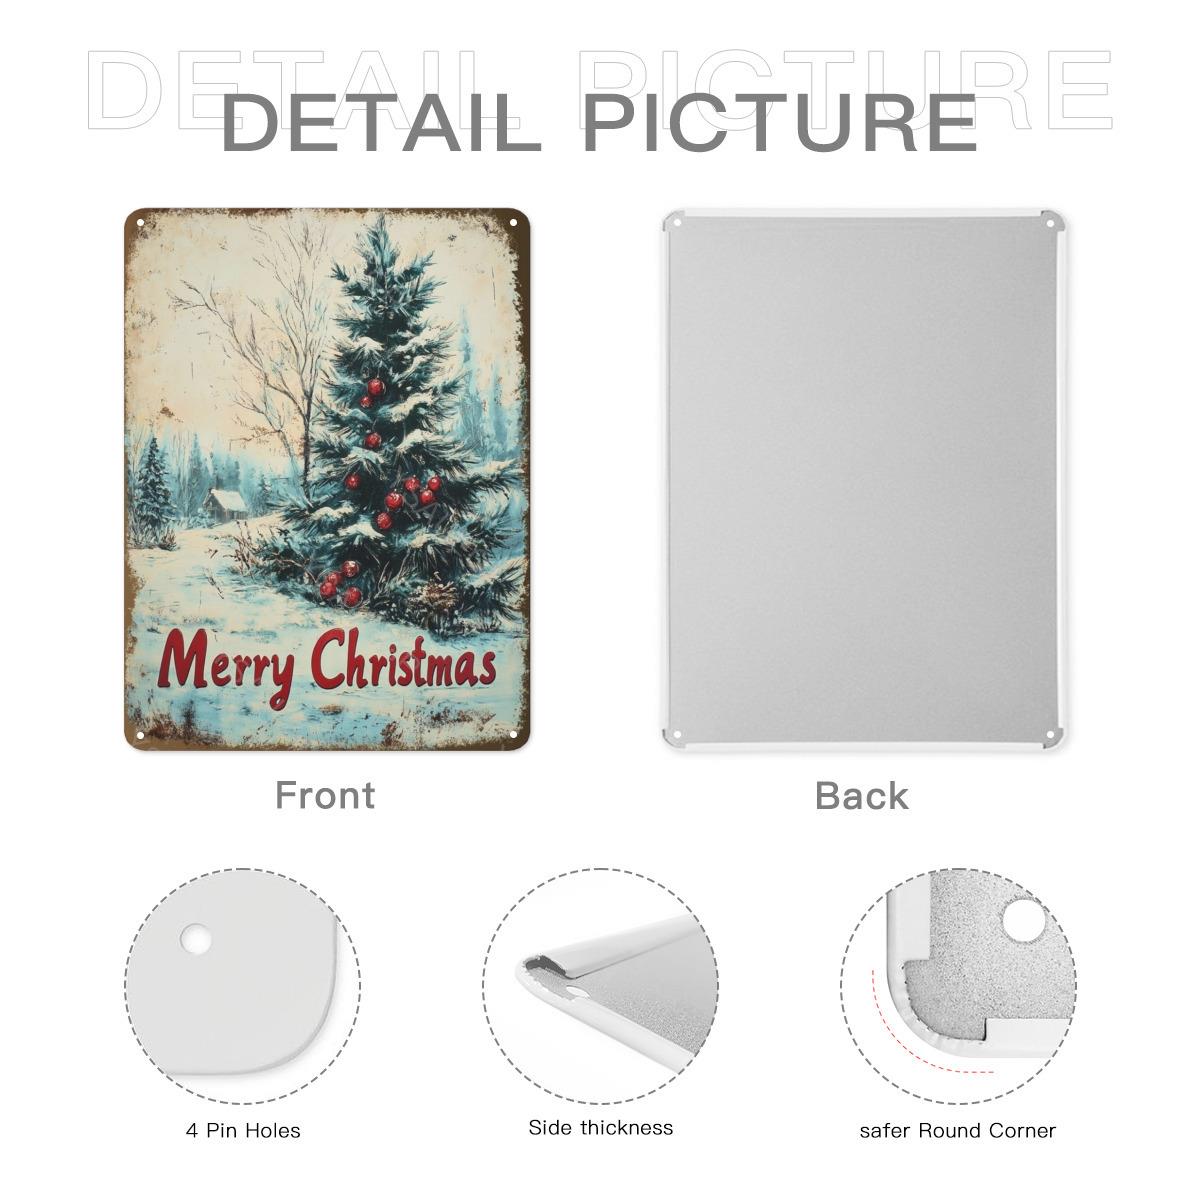 DETAIL PICTURE
DETAIL PICTURE
Merry Christmas
Front
Back
4 Pin Holes
Side thickness
safer Round Corner